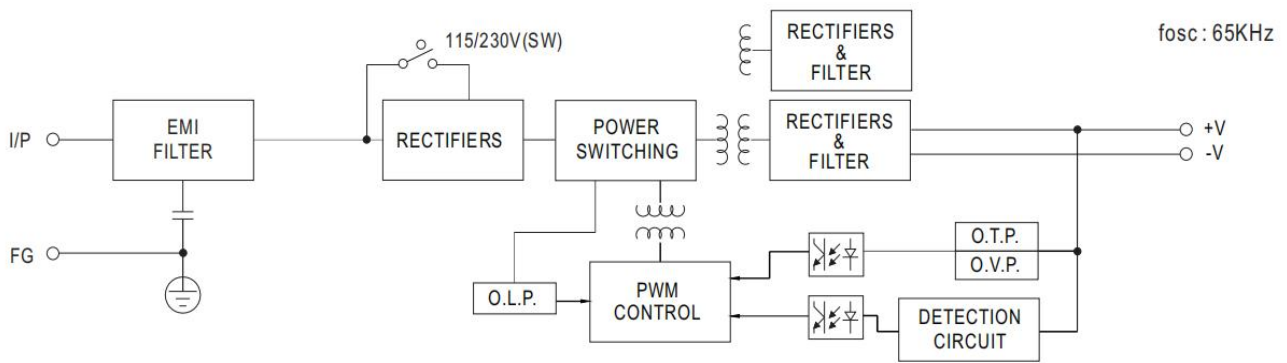 115/230V(SW)
RECTIFIERS
&
FILTER
fosc : 65KHz
I/P
EMI
FILTER
RECTIFIERS
POWER
SWITCHING
RECTIFIERS
&
FILTER
+V
-V
FG
O.T.P.
O.V.P.
O.L.P.
PWM
CONTROL
DETECTION
CIRCUIT